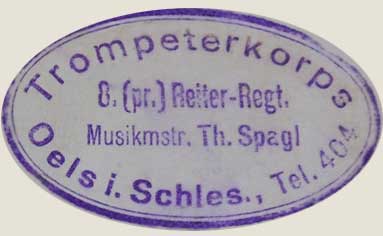 Trompeterkorps
8. (pr.) Reiter-Regt.
Musikmstr. Th. Spagl
Oels i. Schles., Tel. 404